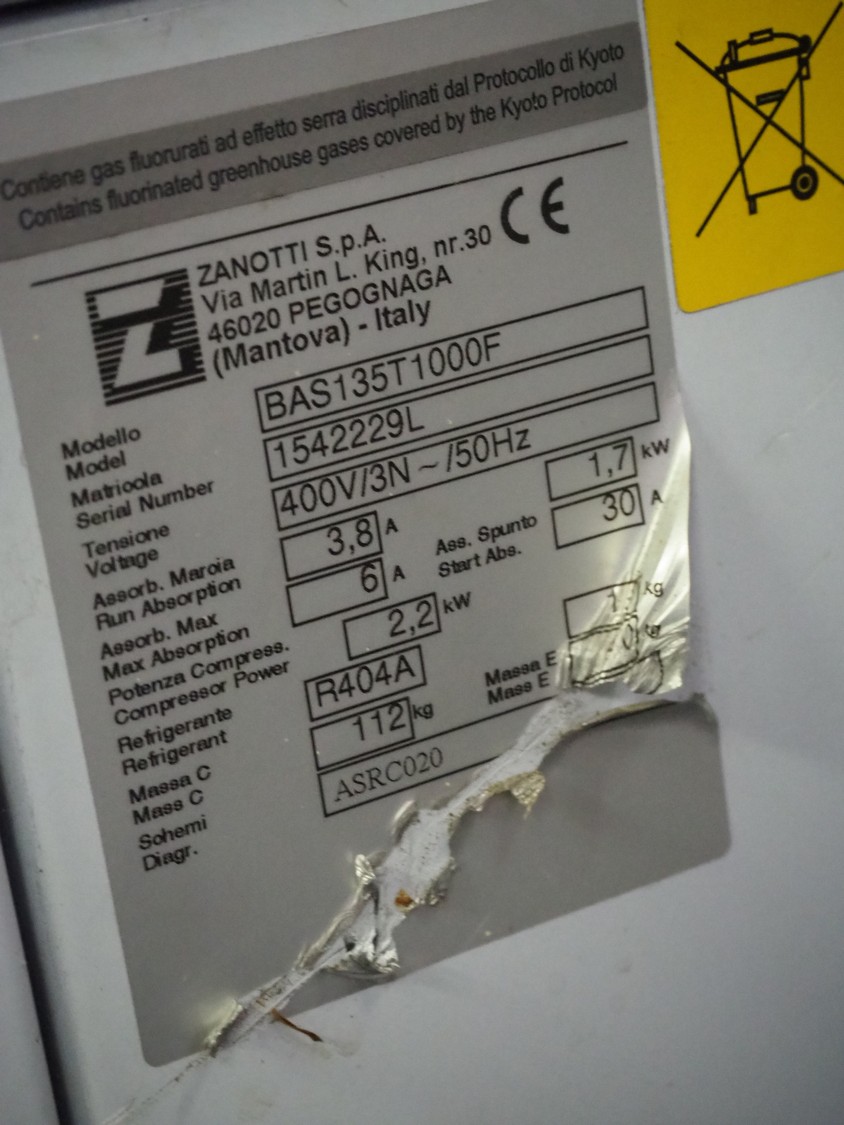 Contiene gas fluorurati ad effetto serra disciplinati dal Protocollo di Kyoto
Contains fluorinated greenhouse gases covered by the Kyoto Protocol
ZANOTTI S.p.A.
Via Martin L. King, nr.30
46020 PEGOGNAGA
(Mantova) - Italy
CE
Modello
Model
BAS135T1000F
Matricola
Serial Number
1542229L
Tensione
Voltage
400V/3N ~ /50Hz
1,7 kW
Assorb. Marcia
Run Absorption
3,8 A
Ass. Spunto
Start Abs.
30 A
Assorb. Max
Max Absorption
6 A
Potenza Compress.
Compressor Power
2,2 kW
Refrigerante
Refrigerant
R404A
kg
Massa C
Mass C
112 kg
Massa E
Mass E
Schemi
Diagr.
ASRC020